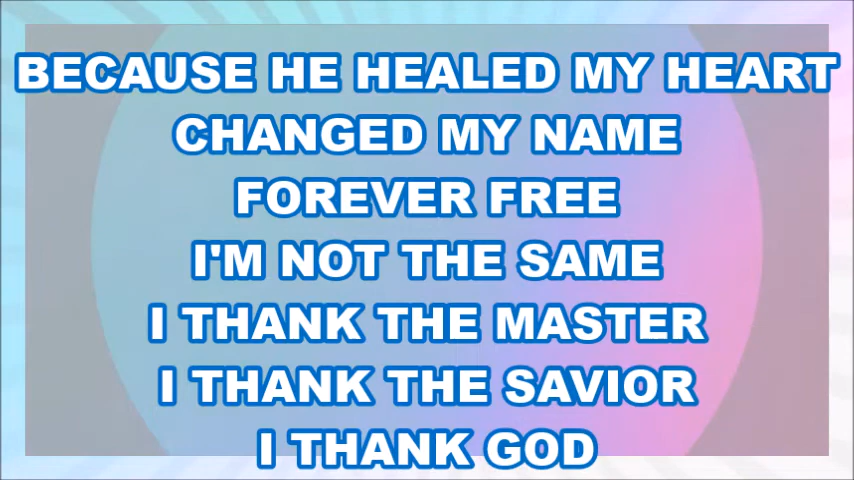 BECAUSE HE HEALED MY HEART
CHANGED MY NAME
FOREVER FREE
I'M NOT THE SAME
I THANK THE MASTER
I THANK THE SAVIOR
I THANK GOD